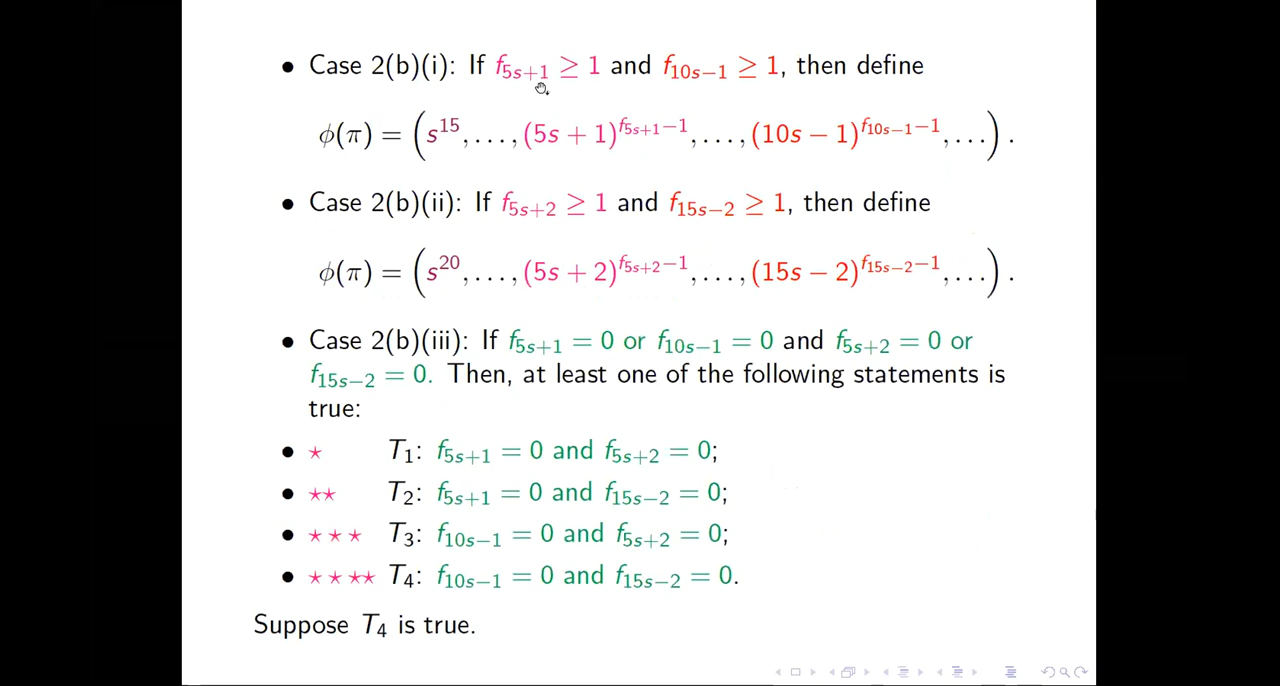 • Case 2(b)(i): If f_{5s+1} ≥ 1 and f_{10s−1} ≥ 1, then define
ϕ(π) = (s^{15}, . . . , (5s + 1)^{f_{5s+1}−1}, . . . , (10s − 1)^{f_{10s−1}−1}, . . .) .
• Case 2(b)(ii): If f_{5s+2} ≥ 1 and f_{15s−2} ≥ 1, then define
ϕ(π) = (s^{20}, . . . , (5s + 2)^{f_{5s+2}−1}, . . . , (15s − 2)^{f_{15s−2}−1}, . . .) .
• Case 2(b)(iii): If f_{5s+1} = 0 or f_{10s−1} = 0 and f_{5s+2} = 0 or
f_{15s−2} = 0. Then, at least one of the following statements is
true:
• ⋆ T_1: f_{5s+1} = 0 and f_{5s+2} = 0;
• ⋆⋆ T_2: f_{5s+1} = 0 and f_{15s−2} = 0;
• ⋆ ⋆ ⋆ T_3: f_{10s−1} = 0 and f_{5s+2} = 0;
• ⋆ ⋆ ⋆⋆ T_4: f_{10s−1} = 0 and f_{15s−2} = 0.
Suppose T_4 is true.